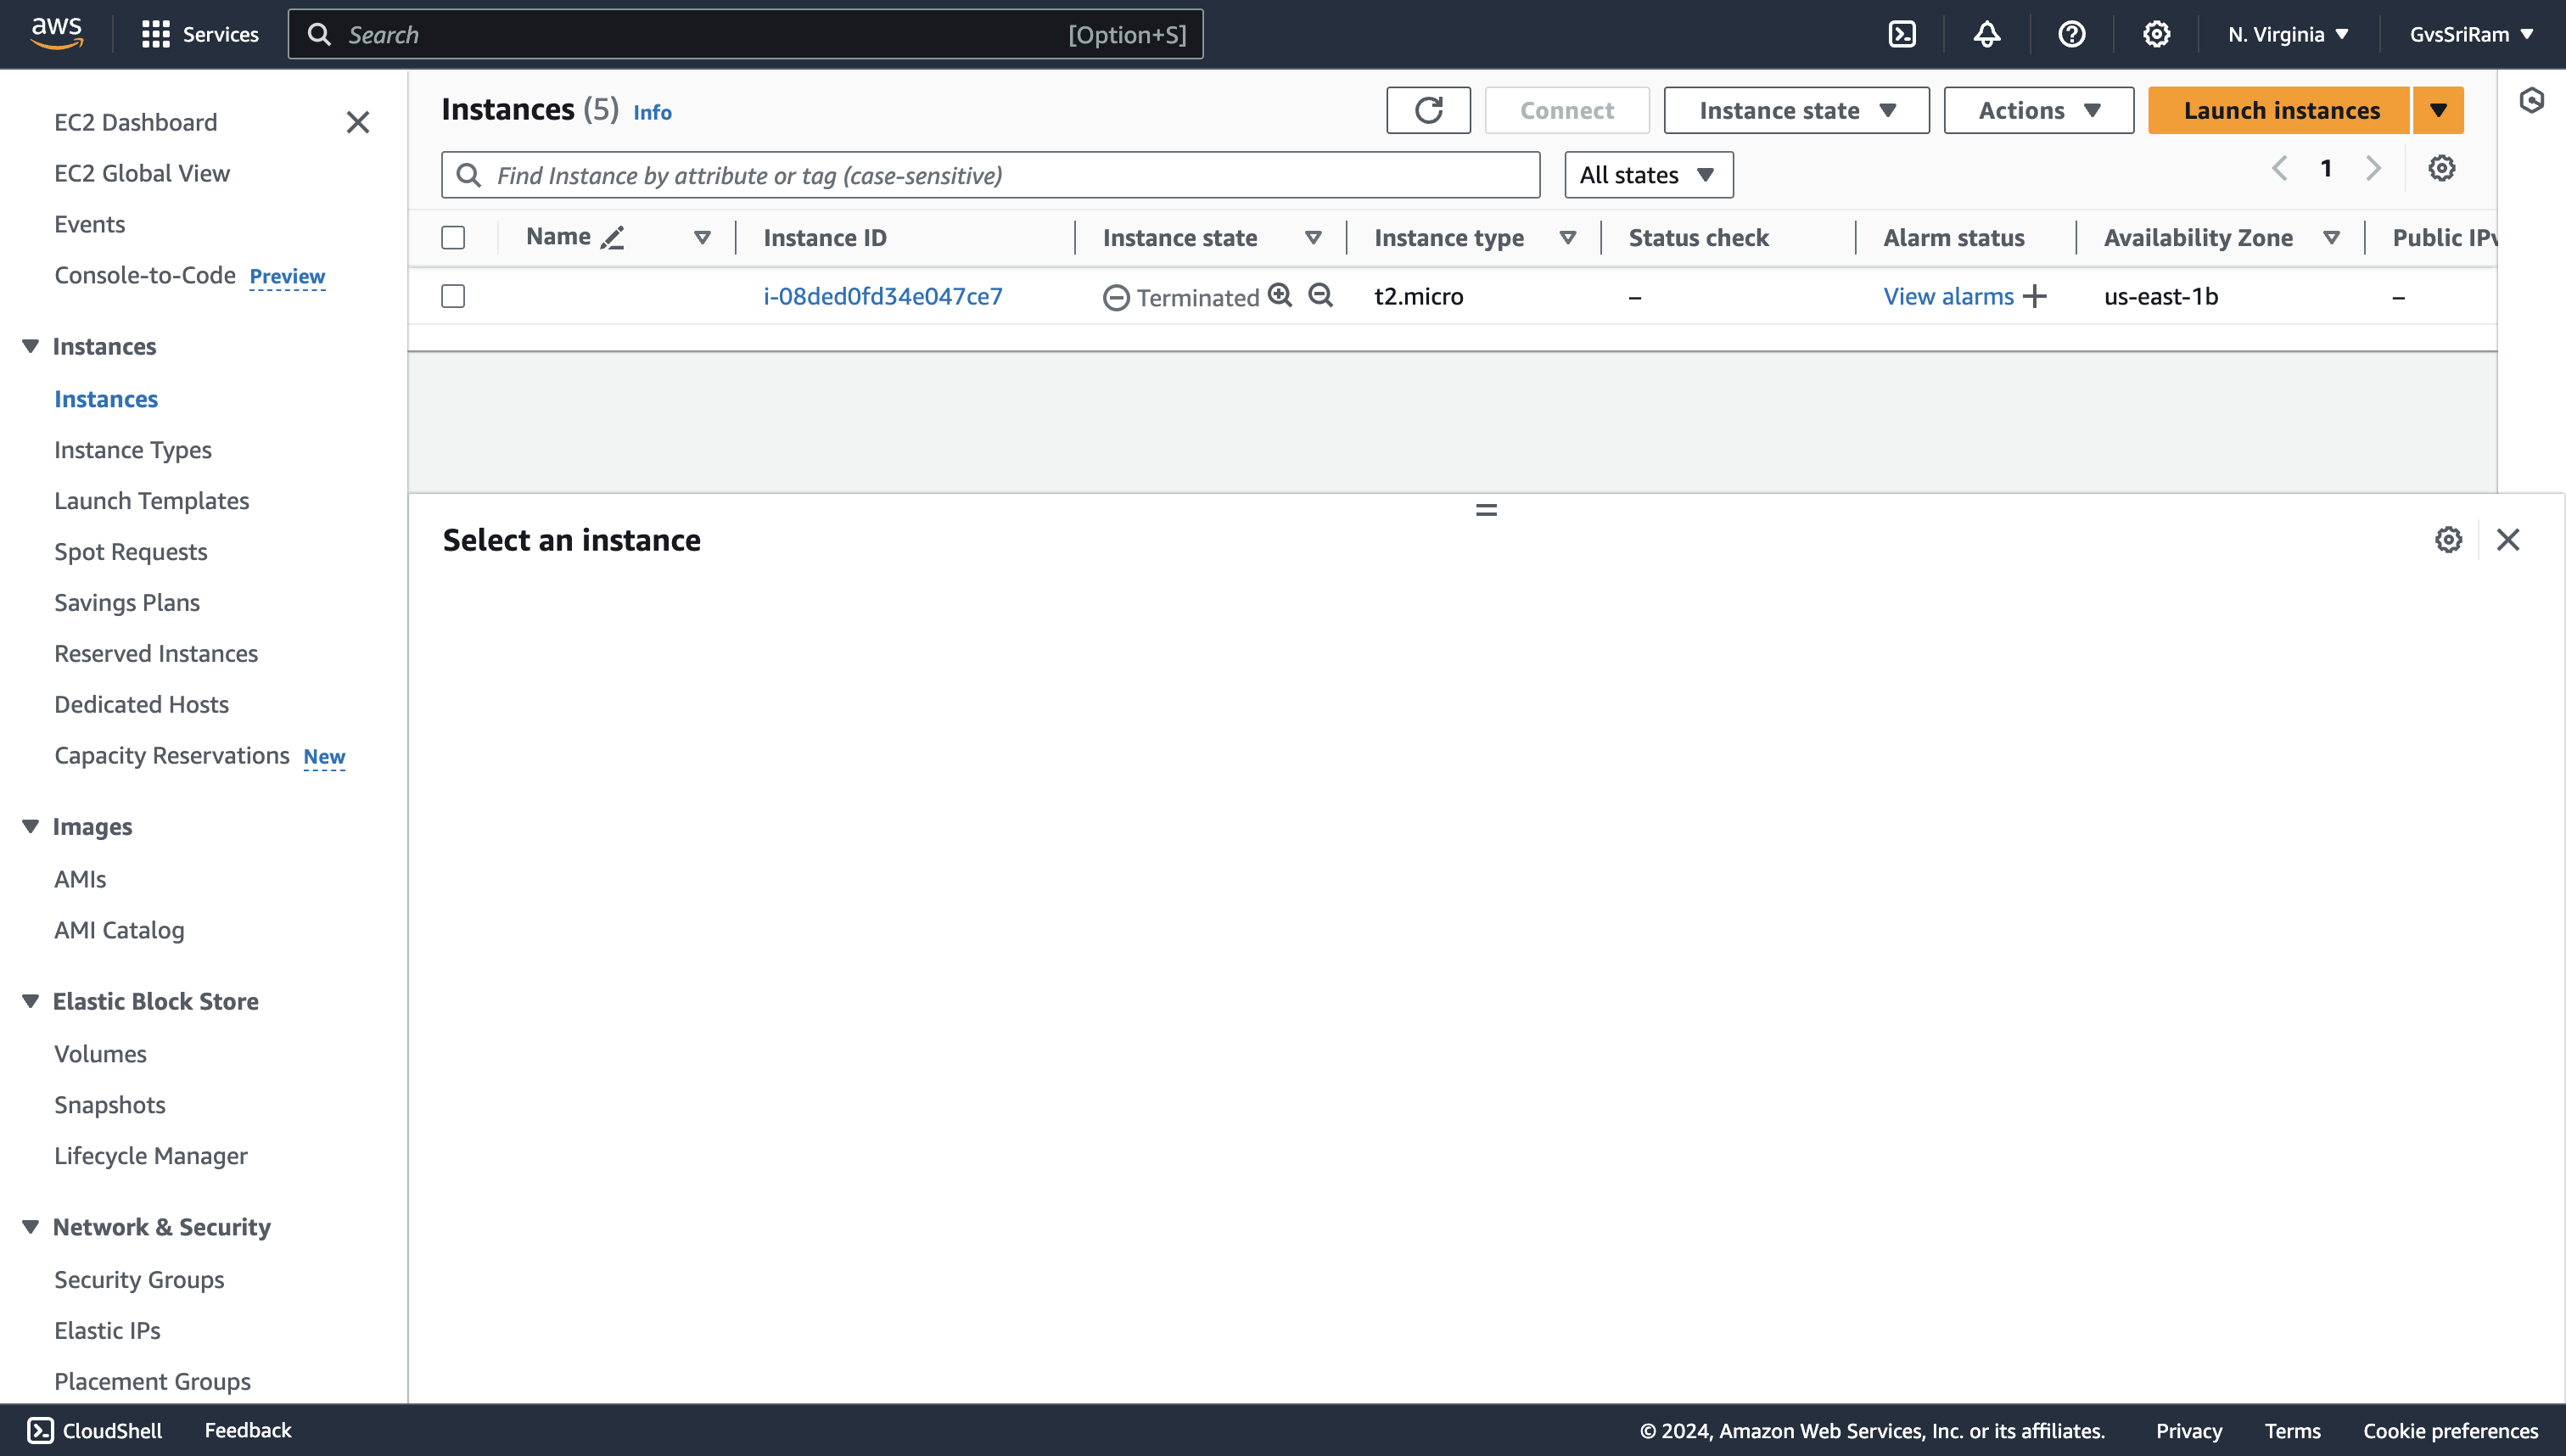 aws
Services
Search
[Option+S]
N. Virginia
GvsSriRam
EC2 Dashboard
EC2 Global View
Events
Console-to-Code Preview
Instances
Instances
Instance Types
Launch Templates
Spot Requests
Savings Plans
Reserved Instances
Dedicated Hosts
Capacity Reservations New
Images
AMIs
AMI Catalog
Elastic Block Store
Volumes
Snapshots
Lifecycle Manager
Network & Security
Security Groups
Elastic IPs
Placement Groups
Instances (5) Info
Connect
Instance state
Actions
Launch instances
Find Instance by attribute or tag (case-sensitive)
All states
1
Name
Instance ID
Instance state
Instance type
Status check
Alarm status
Availability Zone
Public IPv
i-08ded0fd34e047ce7
Terminated
t2.micro
–
View alarms
us-east-1b
–
Select an instance
CloudShell
Feedback
© 2024, Amazon Web Services, Inc. or its affiliates.
Privacy
Terms
Cookie preferences